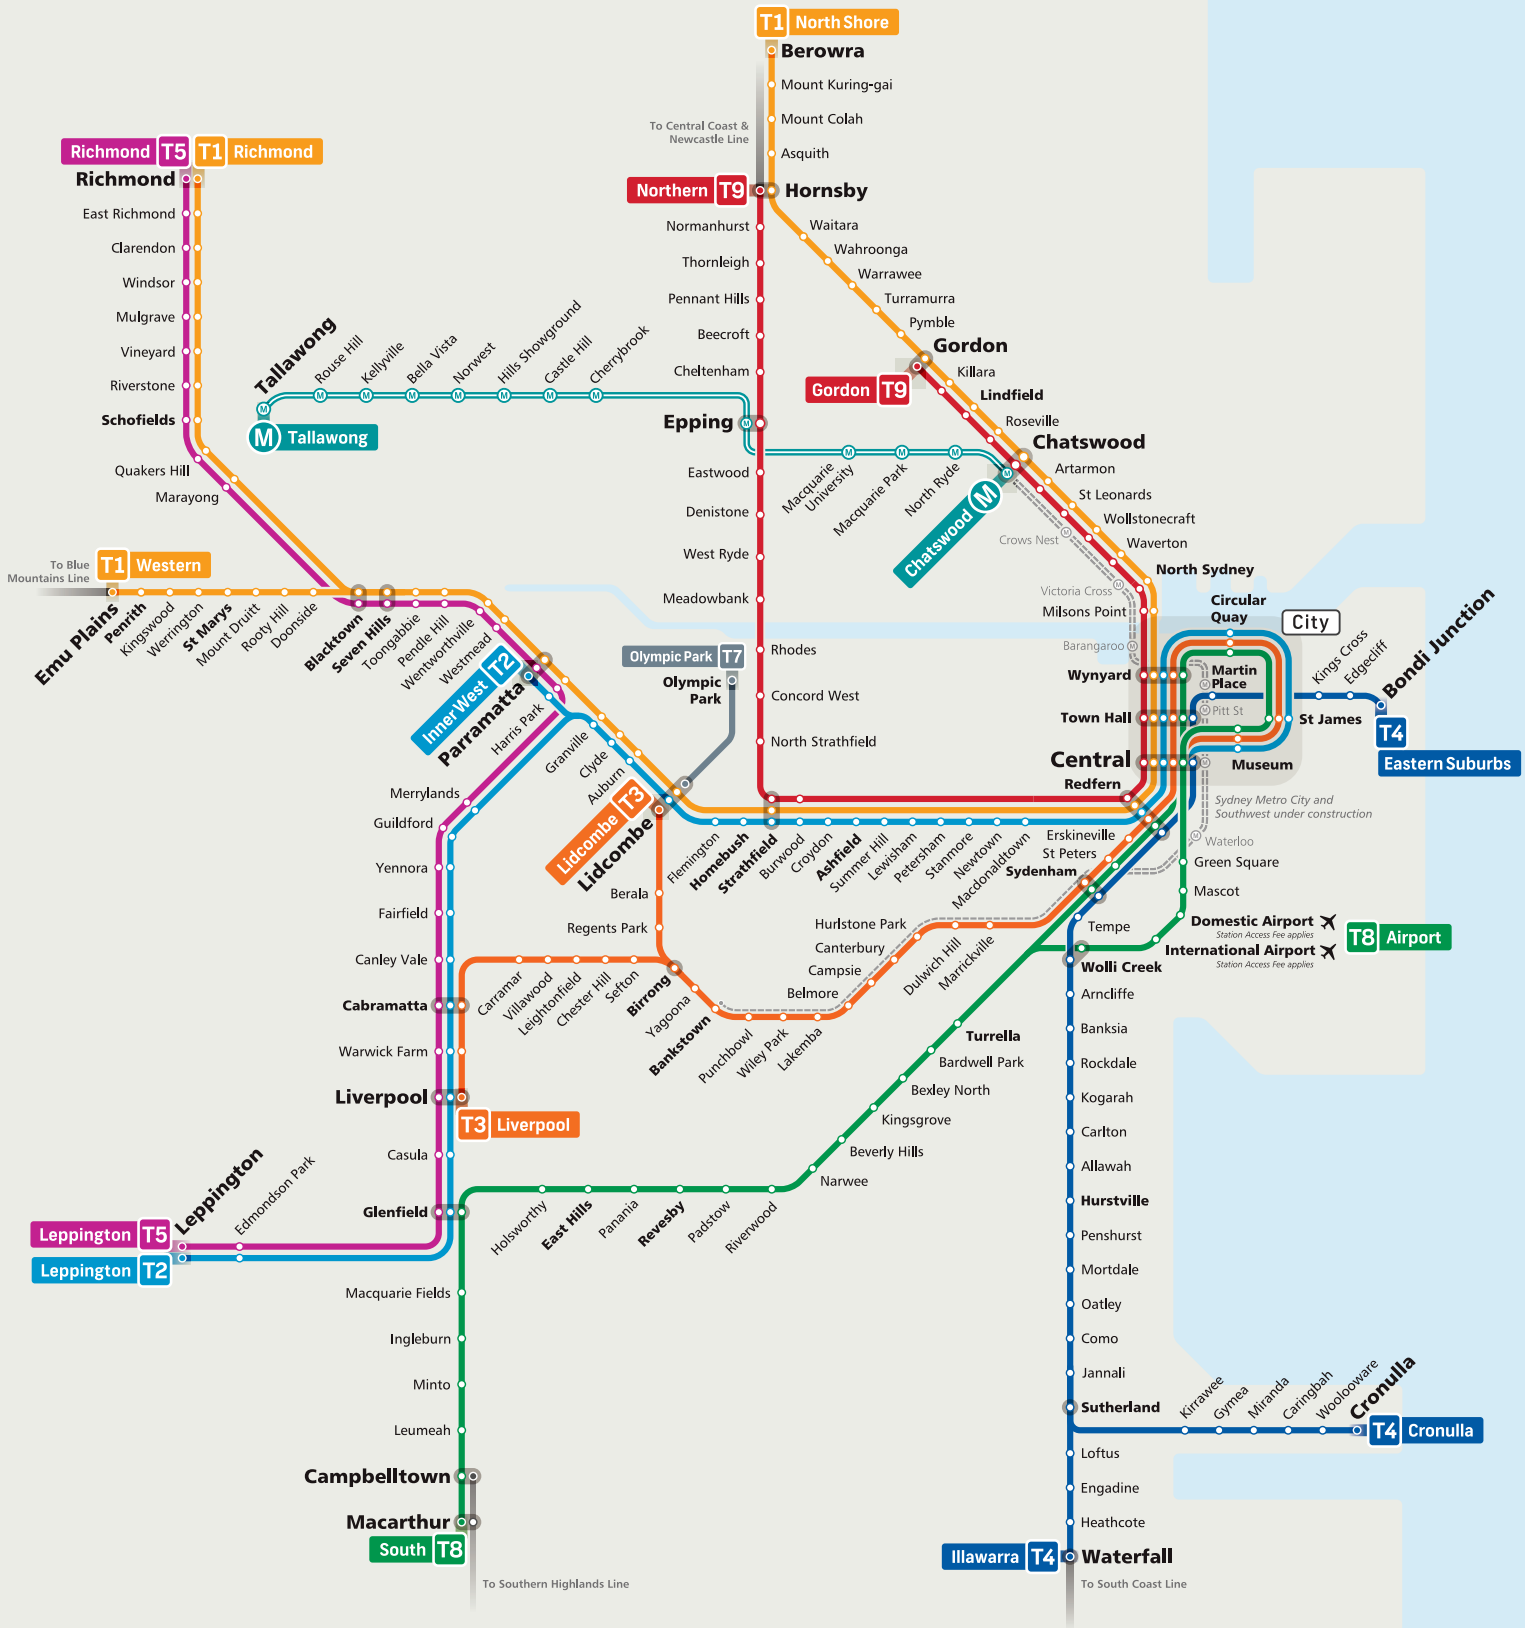 T1 North Shore
Berowra
Mount Kuring-gai
Mount Colah
Asquith
To Central Coast &
Newcastle Line
Northern T9
Hornsby
Richmond T5
T1 Richmond
Richmond
East Richmond
Clarendon
Windsor
Mulgrave
Vineyard
Riverstone
Schofields
Quakers Hill
Marayong
Normanhurst
Thornleigh
Pennant Hills
Beecroft
Cheltenham
Epping
Eastwood
Denistone
West Ryde
Meadowbank
Rhodes
Concord West
North Strathfield
Waitara
Wahroonga
Warrawee
Turramurra
Pymble
Gordon
Gordon T9
Killara
Lindfield
Roseville
Chatswood
Artarmon
St Leonards
Wollstonecraft
Waverton
North Sydney
Milsons Point
Tallawong
M Tallawong
Rouse Hill
Kellyville
Bella Vista
Norwest
Hills Showground
Castle Hill
Cherrybrook
Macquarie
University
Macquarie Park
North Ryde
Chatswood M
Crows Nest
Victoria Cross
Barangaroo
To Blue
Mountains Line
T1 Western
Emu Plains
Penrith
Kingswood
Werrington
St Marys
Mount Druitt
Rooty Hill
Doonside
Blacktown
Seven Hills
Toongabbie
Pendle Hill
Wentworthville
Westmead
Inner West T2
Parramatta
Harris Park
Granville
Clyde
Auburn
Lidcombe T3
Lidcombe
Olympic Park T7
Olympic
Park
Flemington
Homebush
Strathfield
Burwood
Croydon
Ashfield
Summer Hill
Lewisham
Petersham
Stanmore
Newtown
Macdonaldtown
Redfern
Central
Town Hall
Wynyard
Circular
Quay
City
Martin
Place
Pitt St
St James
Museum
Kings Cross
Edgecliff
Bondi Junction
T4
Eastern Suburbs
Sydney Metro City and
Southwest under construction
Waterloo
Green Square
Mascot
Domestic Airport
Station Access Fee applies
International Airport
Station Access Fee applies
T8 Airport
Erskineville
St Peters
Sydenham
Tempe
Wolli Creek
Arncliffe
Banksia
Rockdale
Kogarah
Carlton
Allawah
Hurstville
Penshurst
Mortdale
Oatley
Como
Jannali
Sutherland
Loftus
Engadine
Heathcote
Illawarra T4
Waterfall
To South Coast Line
Kirrawee
Gymea
Miranda
Caringbah
Woolooware
Cronulla
T4 Cronulla
Merrylands
Guildford
Yennora
Fairfield
Canley Vale
Cabramatta
Warwick Farm
Liverpool
T3 Liverpool
Casula
Glenfield
Leppington
Edmondson Park
Leppington T5
Leppington T2
Berala
Regents Park
Carramar
Villawood
Leightonfield
Chester Hill
Sefton
Birrong
Yagoona
Bankstown
Punchbowl
Wiley Park
Lakemba
Belmore
Campsie
Canterbury
Hurlstone Park
Dulwich Hill
Marrickville
Turrella
Bardwell Park
Bexley North
Kingsgrove
Beverly Hills
Narwee
Riverwood
Padstow
Revesby
Panania
East Hills
Holsworthy
Macquarie Fields
Ingleburn
Minto
Leumeah
Campbelltown
Macarthur
South T8
To Southern Highlands Line